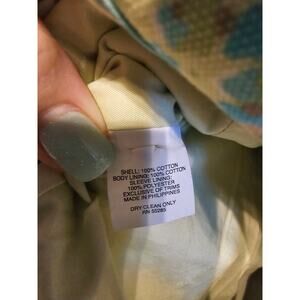 SHELL: 100% COTTON
BODY LINING: 100% COTTON
SLEEVE LINING:
100% POLYESTER
EXCLUSIVE OF TRIMS
MADE IN PHILIPPINES
DRY CLEAN ONLY
RN 55285